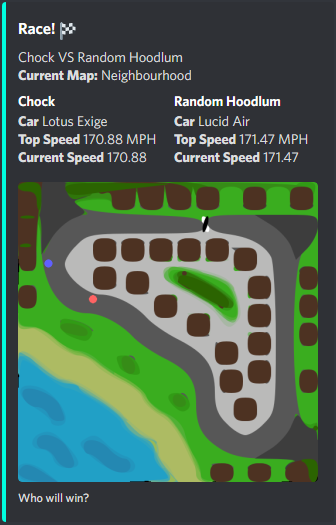 Race!
Chock VS Random Hoodlum
Current Map: Neighbourhood
Chock
Car Lotus Exige
Top Speed 170.88 MPH
Current Speed 170.88
Random Hoodlum
Car Lucid Air
Top Speed 171.47 MPH
Current Speed 171.47
Who will win?